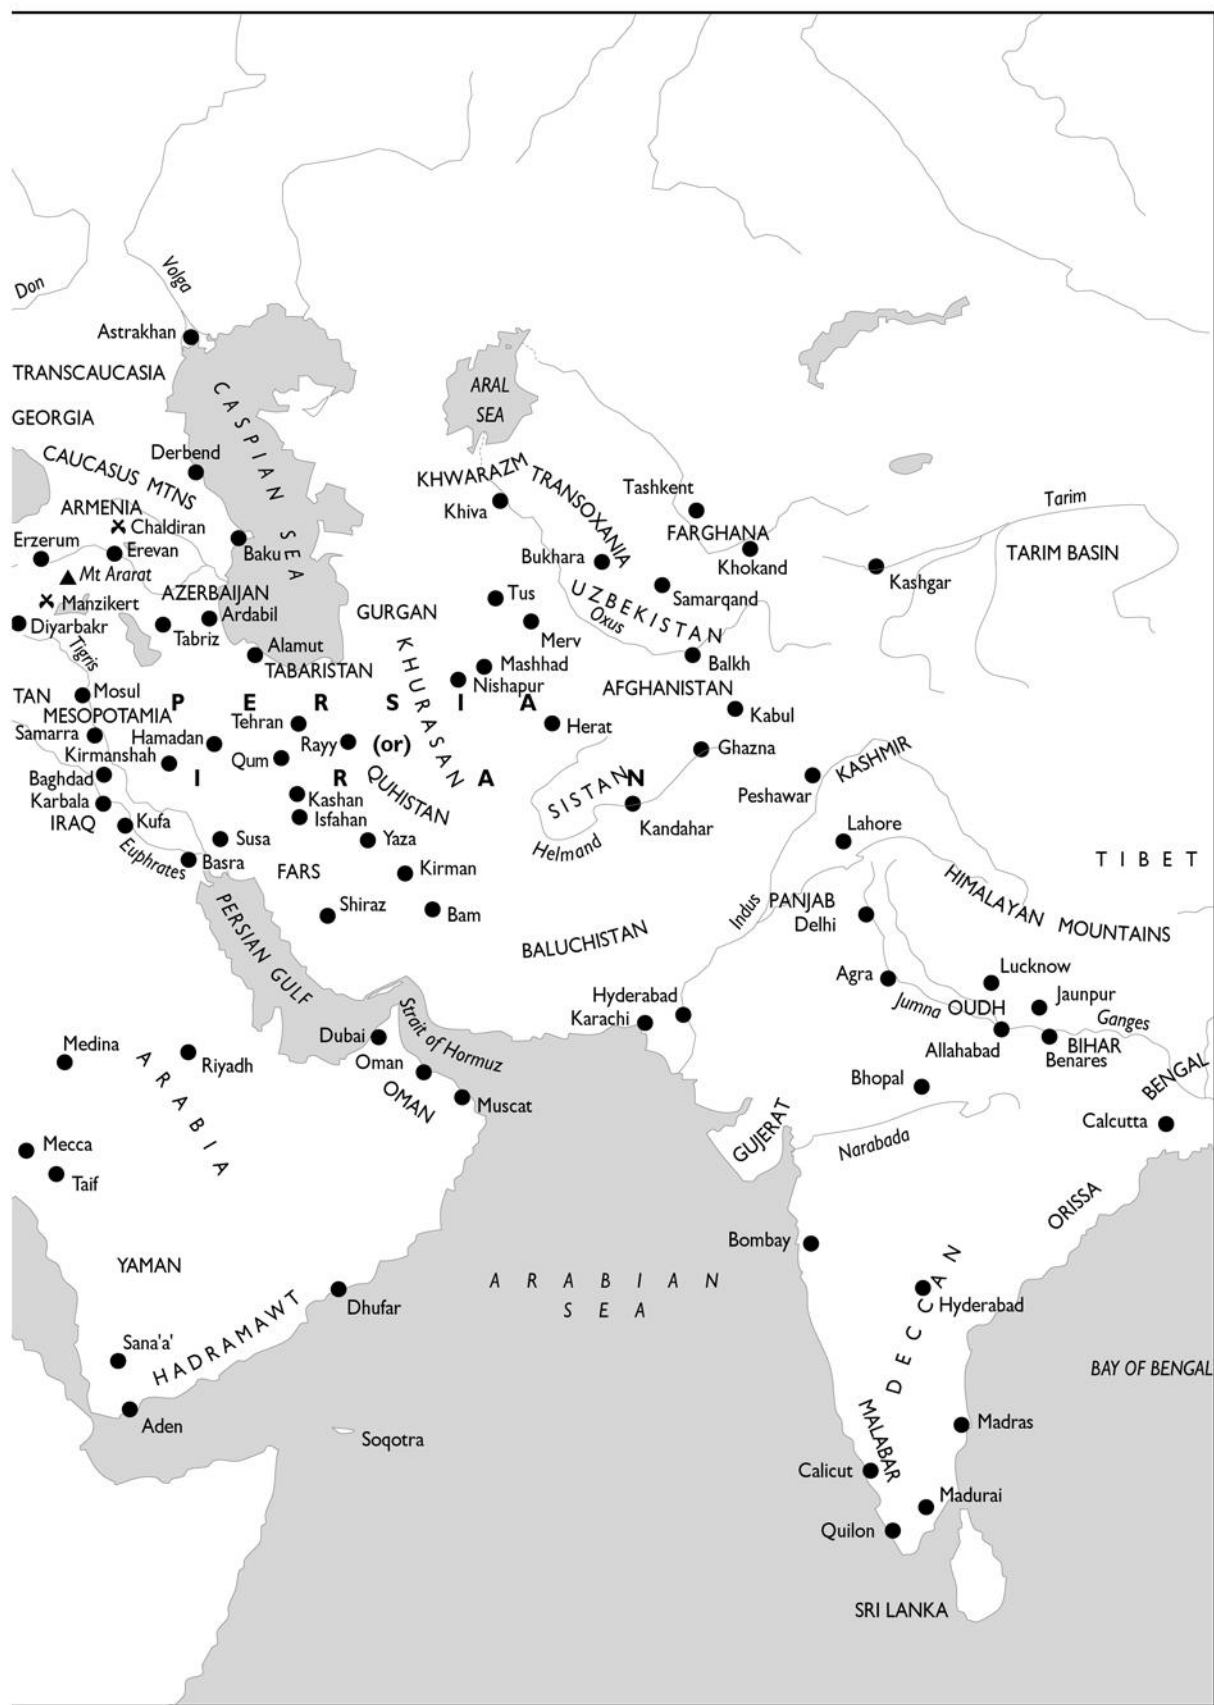 Volga
Don
Astrakhan
TRANSCAUCASIA
CASPIAN SEA
ARAL
SEA
GEORGIA
Derbend
CAUCASUS MTNS
KHWARAZM
TRANSOXANIA
Tashkent
Tarim
ARMENIA
Khiva
Chaldiran
FARGHANA
Erzerum
Erevan
Baku
Bukhara
Khokand
TARIM BASIN
Mt Ararat
Kashgar
AZERBAIJAN
Tus
UZBEKISTAN
Samarqand
Manzikert
Ardabil
GURGAN
Oxus
Diyarbakr
Tabriz
Merv
Alamut
Tigris
TABARISTAN
KHURASAN
Mashhad
Balkh
Nishapur
AFGHANISTAN
TAN
Mosul
PERSIA
MESOPOTAMIA
Tehran
Kabul
Samarra
Hamadan
Rayy
(or)
Herat
Ghazna
KASHMIR
Kirmanshah
Qum
Baghdad
IRAN
QUHISTAN
SISTAN
Peshawar
Karbala
Kashan
IRAQ
Kufa
Isfahan
Kandahar
Lahore
Euphrates
Susa
Yaza
Helmand
TIBET
Basra
FARS
Kirman
HIMALAYAN MOUNTAINS
Shiraz
Bam
Indus
PANJAB
Delhi
PERSIAN GULF
BALUCHISTAN
Agra
Lucknow
Hyderabad
Jaunpur
Strait of Hormuz
Karachi
Jumna
OUDH
Ganges
Dubai
Medina
ARABIA
Riyadh
Oman
Allahabad
BIHAR
Benares
OMAN
Bhopal
BENGAL
Muscat
GUJERAT
Calcutta
Mecca
Narabada
Taif
ORISSA
Bombay
YAMAN
ARABIAN
SEA
DECCAN
Hyderabad
HADRAMAWT
Dhufar
Sana'a'
BAY OF BENGAL
Aden
Soqotra
MALABAR
Madras
Calicut
Madurai
Quilon
SRI LANKA